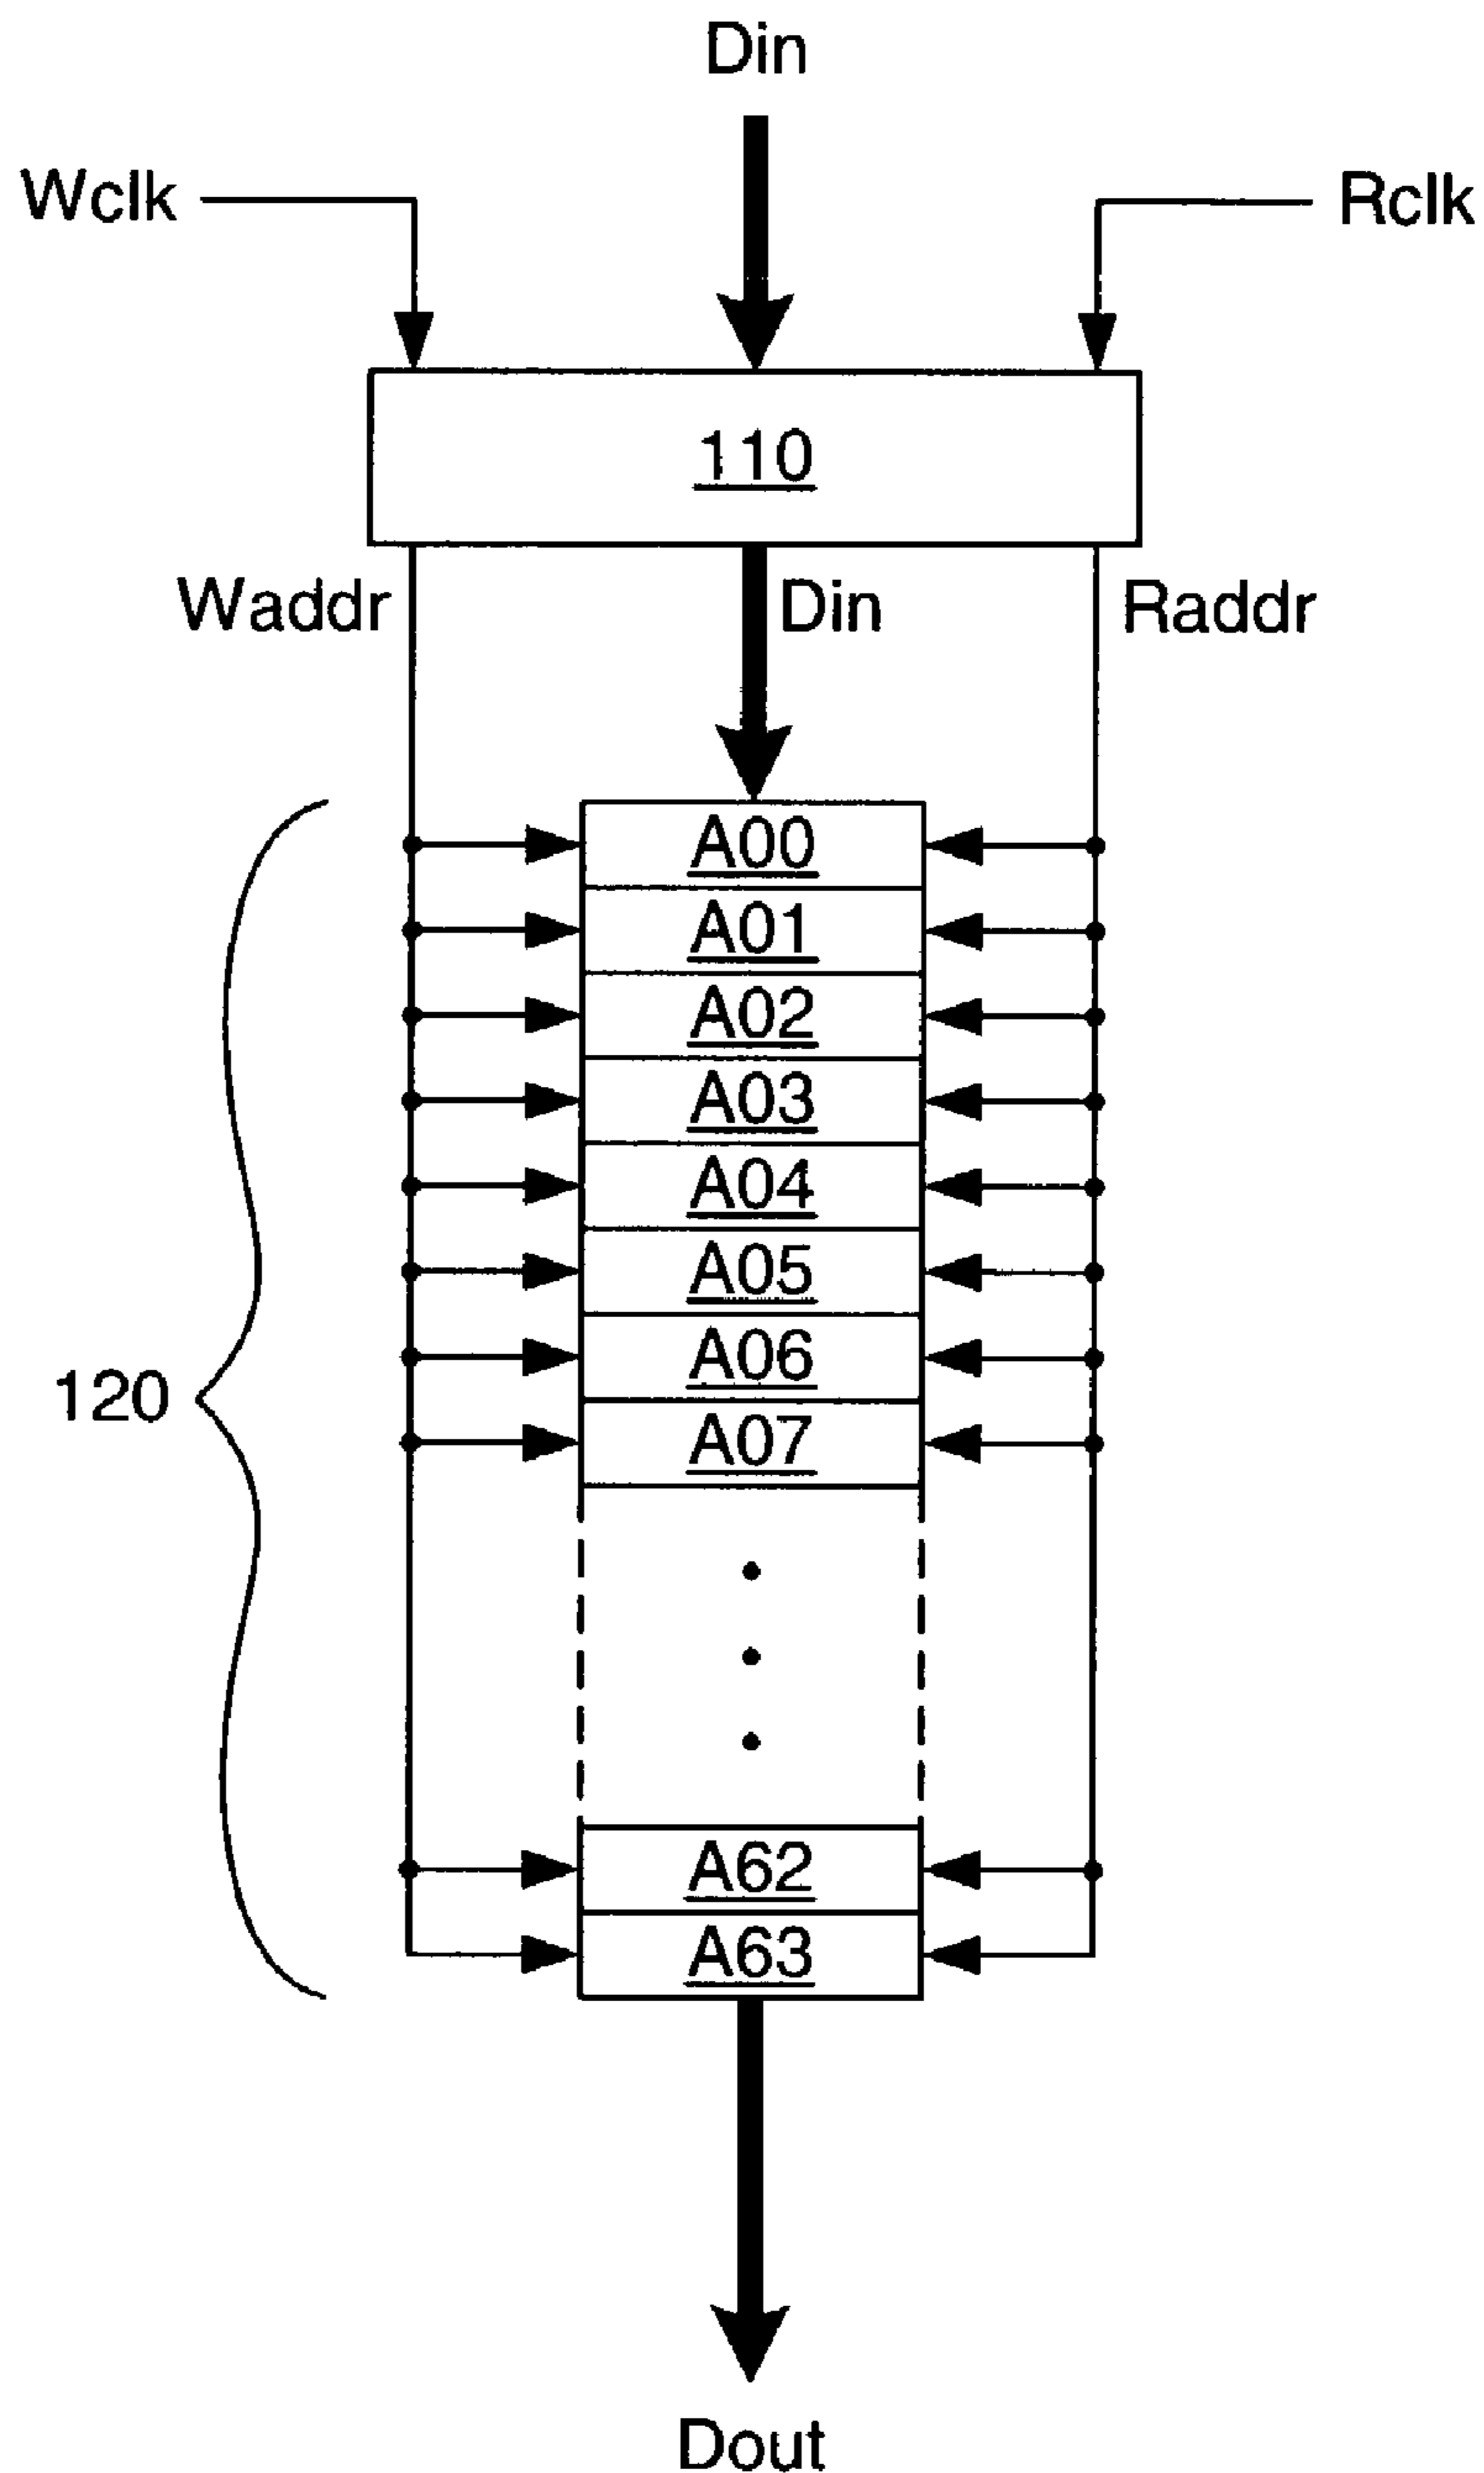 Din
Wclk
Rclk
110
Waddr
Din
Raddr
A00
A01
A02
A03
A04
A05
A06
120
A07
A62
A63
Dout